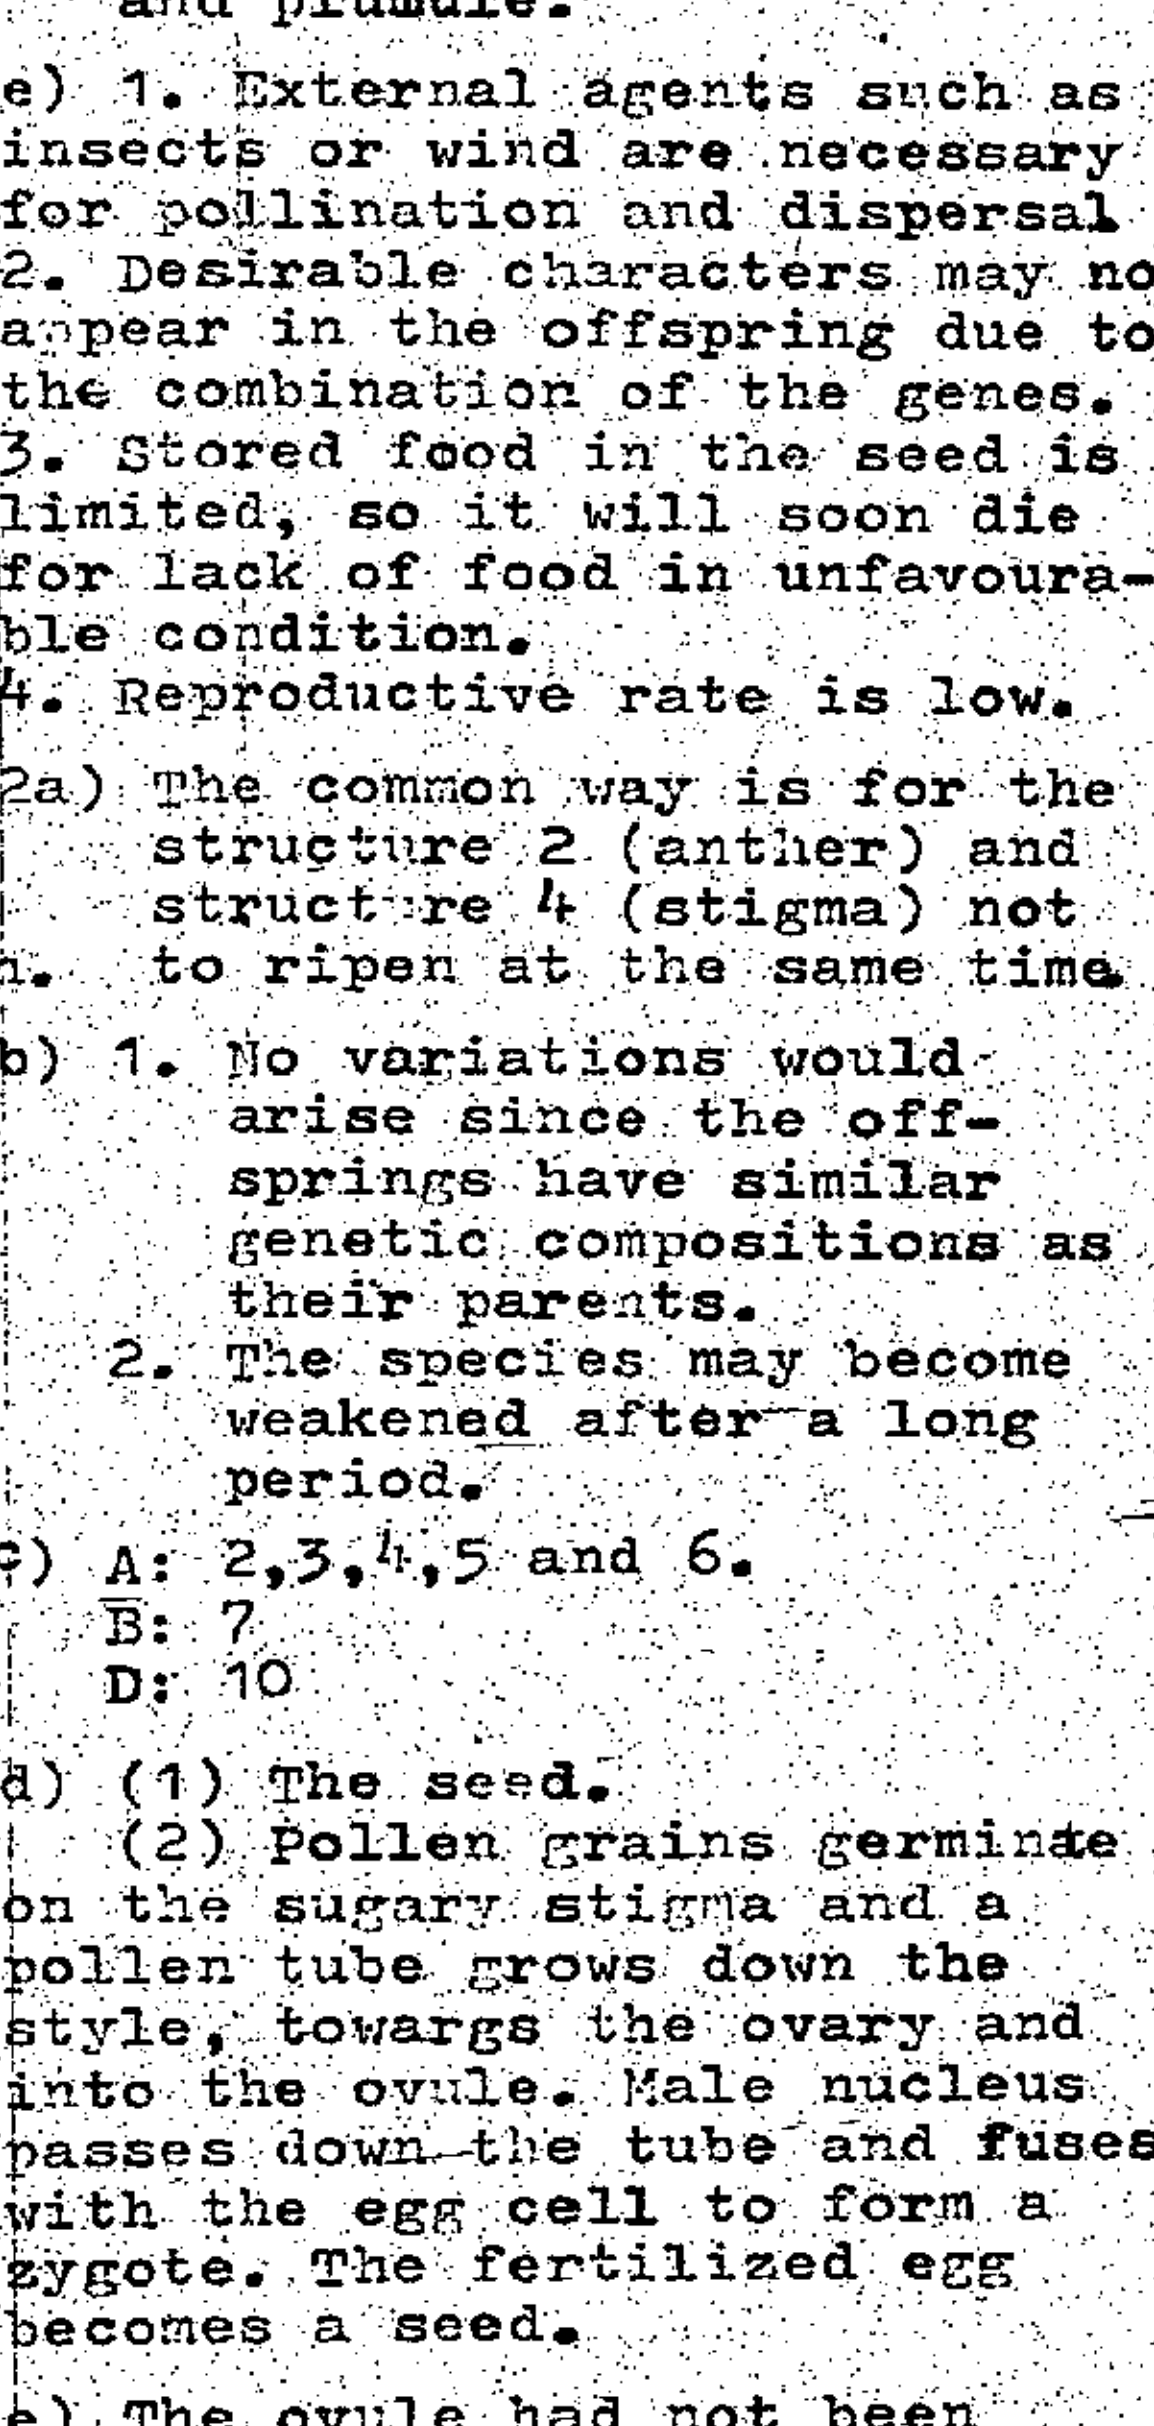 and plumule.
e) 1. External agents such as
insects or wind are necessary
for pollination and dispersal
2. Desirable characters may no
appear in the offspring due to
the combination of the genes.
3. Stored food in the seed is
limited, so it will soon die
for lack of food in unfavoura-
ble condition.
4. Reproductive rate is low.
2a) The common way is for the
structure 2 (anther) and
structure 4 (stigma) not
n. to ripen at the same time.
b) 1. No variations would
arise since the off-
springs have similar
genetic compositions as
their parents.
2. The species may become
weakened after a long
period.
c) A: 2,3,4,5 and 6.
B: 7
D: 10
d) (1) The seed.
(2) Pollen grains germinate
on the sugary stigma and a
pollen tube grows down the
style, towargs the ovary and
into the ovule. Male nucleus
passes down the tube and fuses
with the egg cell to form a
zygote. The fertilized egg
becomes a seed.
e) The ovule had not been